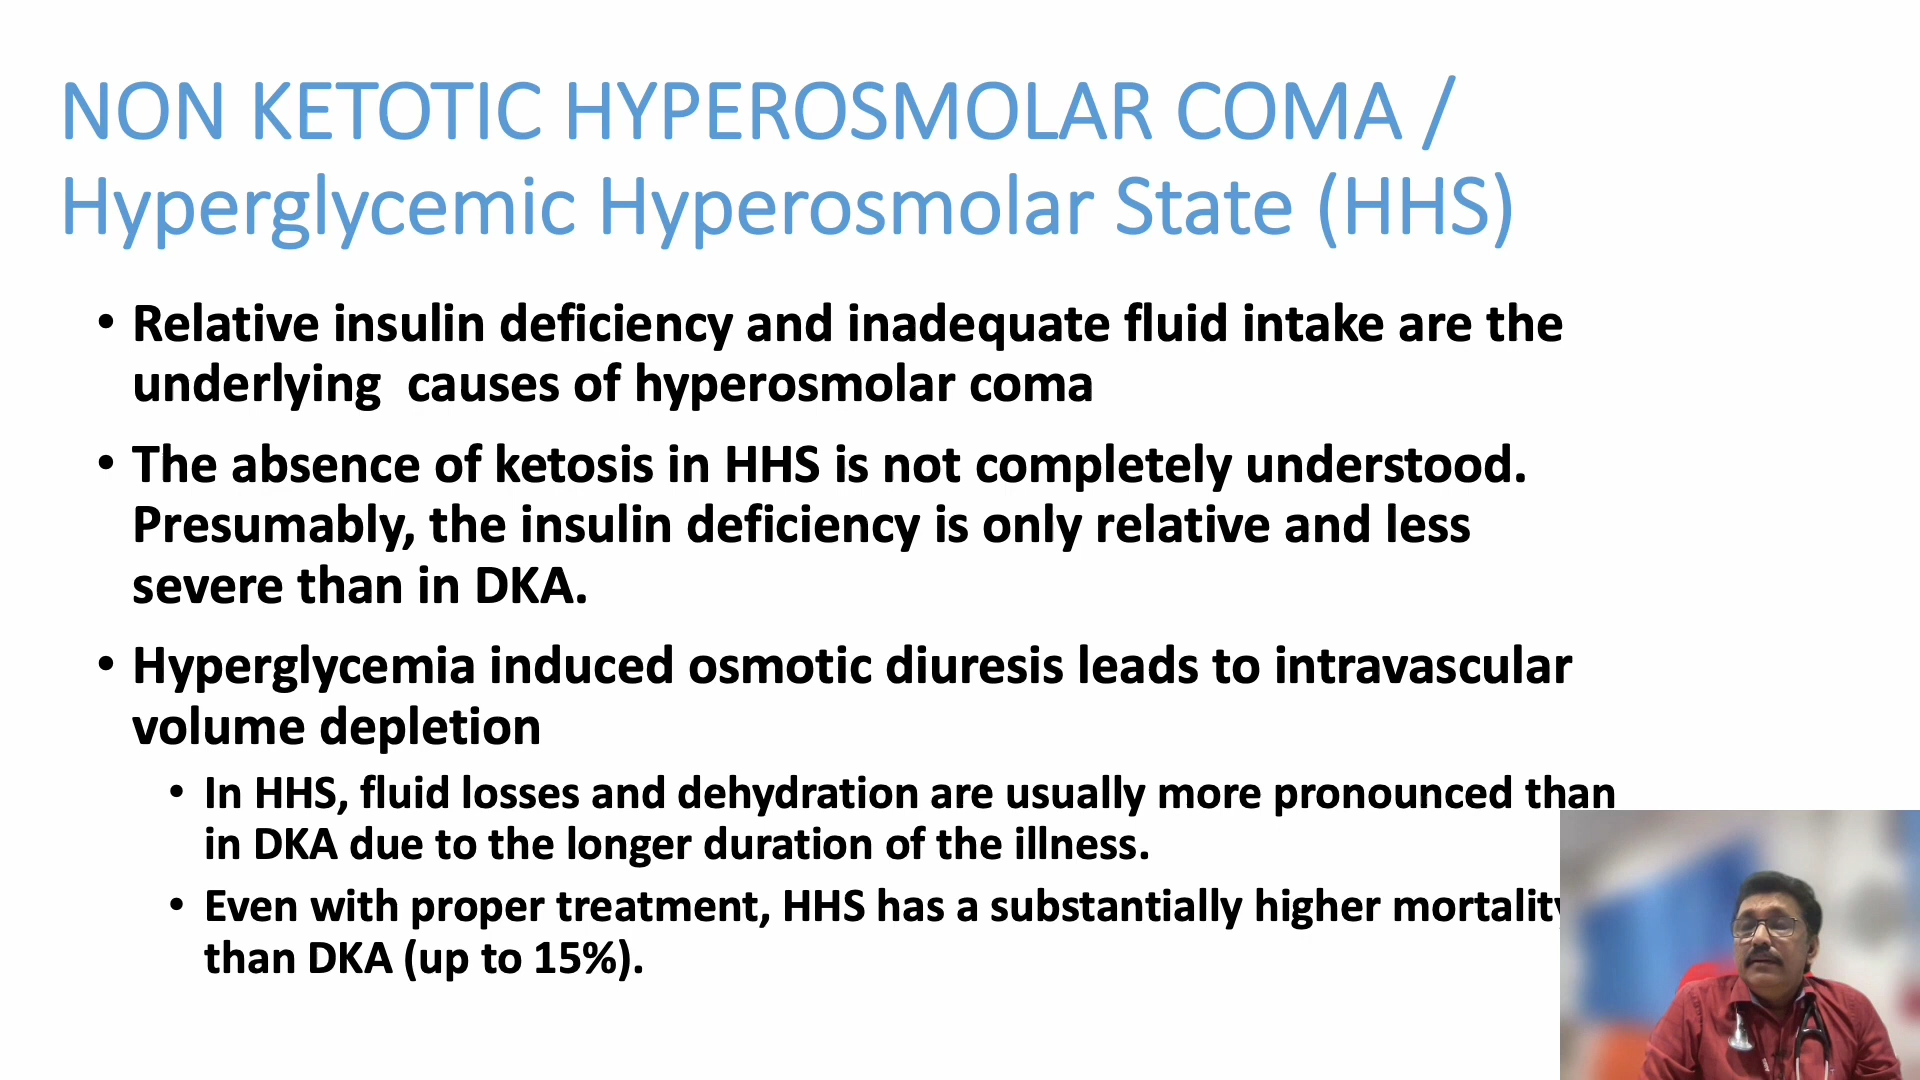 NON KETOTIC HYPEROSMOLAR COMA /
Hyperglycemic Hyperosmolar State (HHS)
• Relative insulin deficiency and inadequate fluid intake are the
underlying causes of hyperosmolar coma
• The absence of ketosis in HHS is not completely understood.
Presumably, the insulin deficiency is only relative and less
severe than in DKA.
• Hyperglycemia induced osmotic diuresis leads to intravascular
volume depletion
• In HHS, fluid losses and dehydration are usually more pronounced than
in DKA due to the longer duration of the illness.
• Even with proper treatment, HHS has a substantially higher mortality
than DKA (up to 15%).